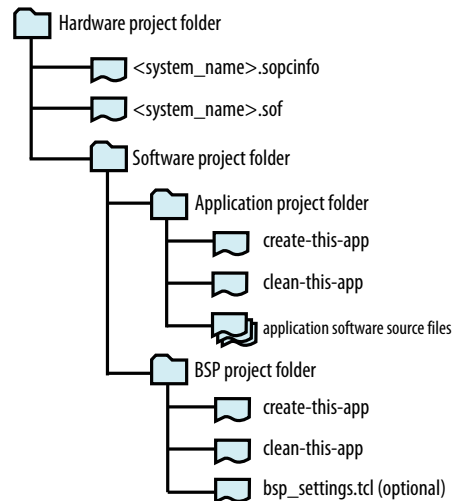 Hardware project folder
<system_name>.sopcinfo
<system_name>.sof
Software project folder
Application project folder
create-this-app
clean-this-app
application software source files
BSP project folder
create-this-app
clean-this-app
bsp_settings.tcl (optional)